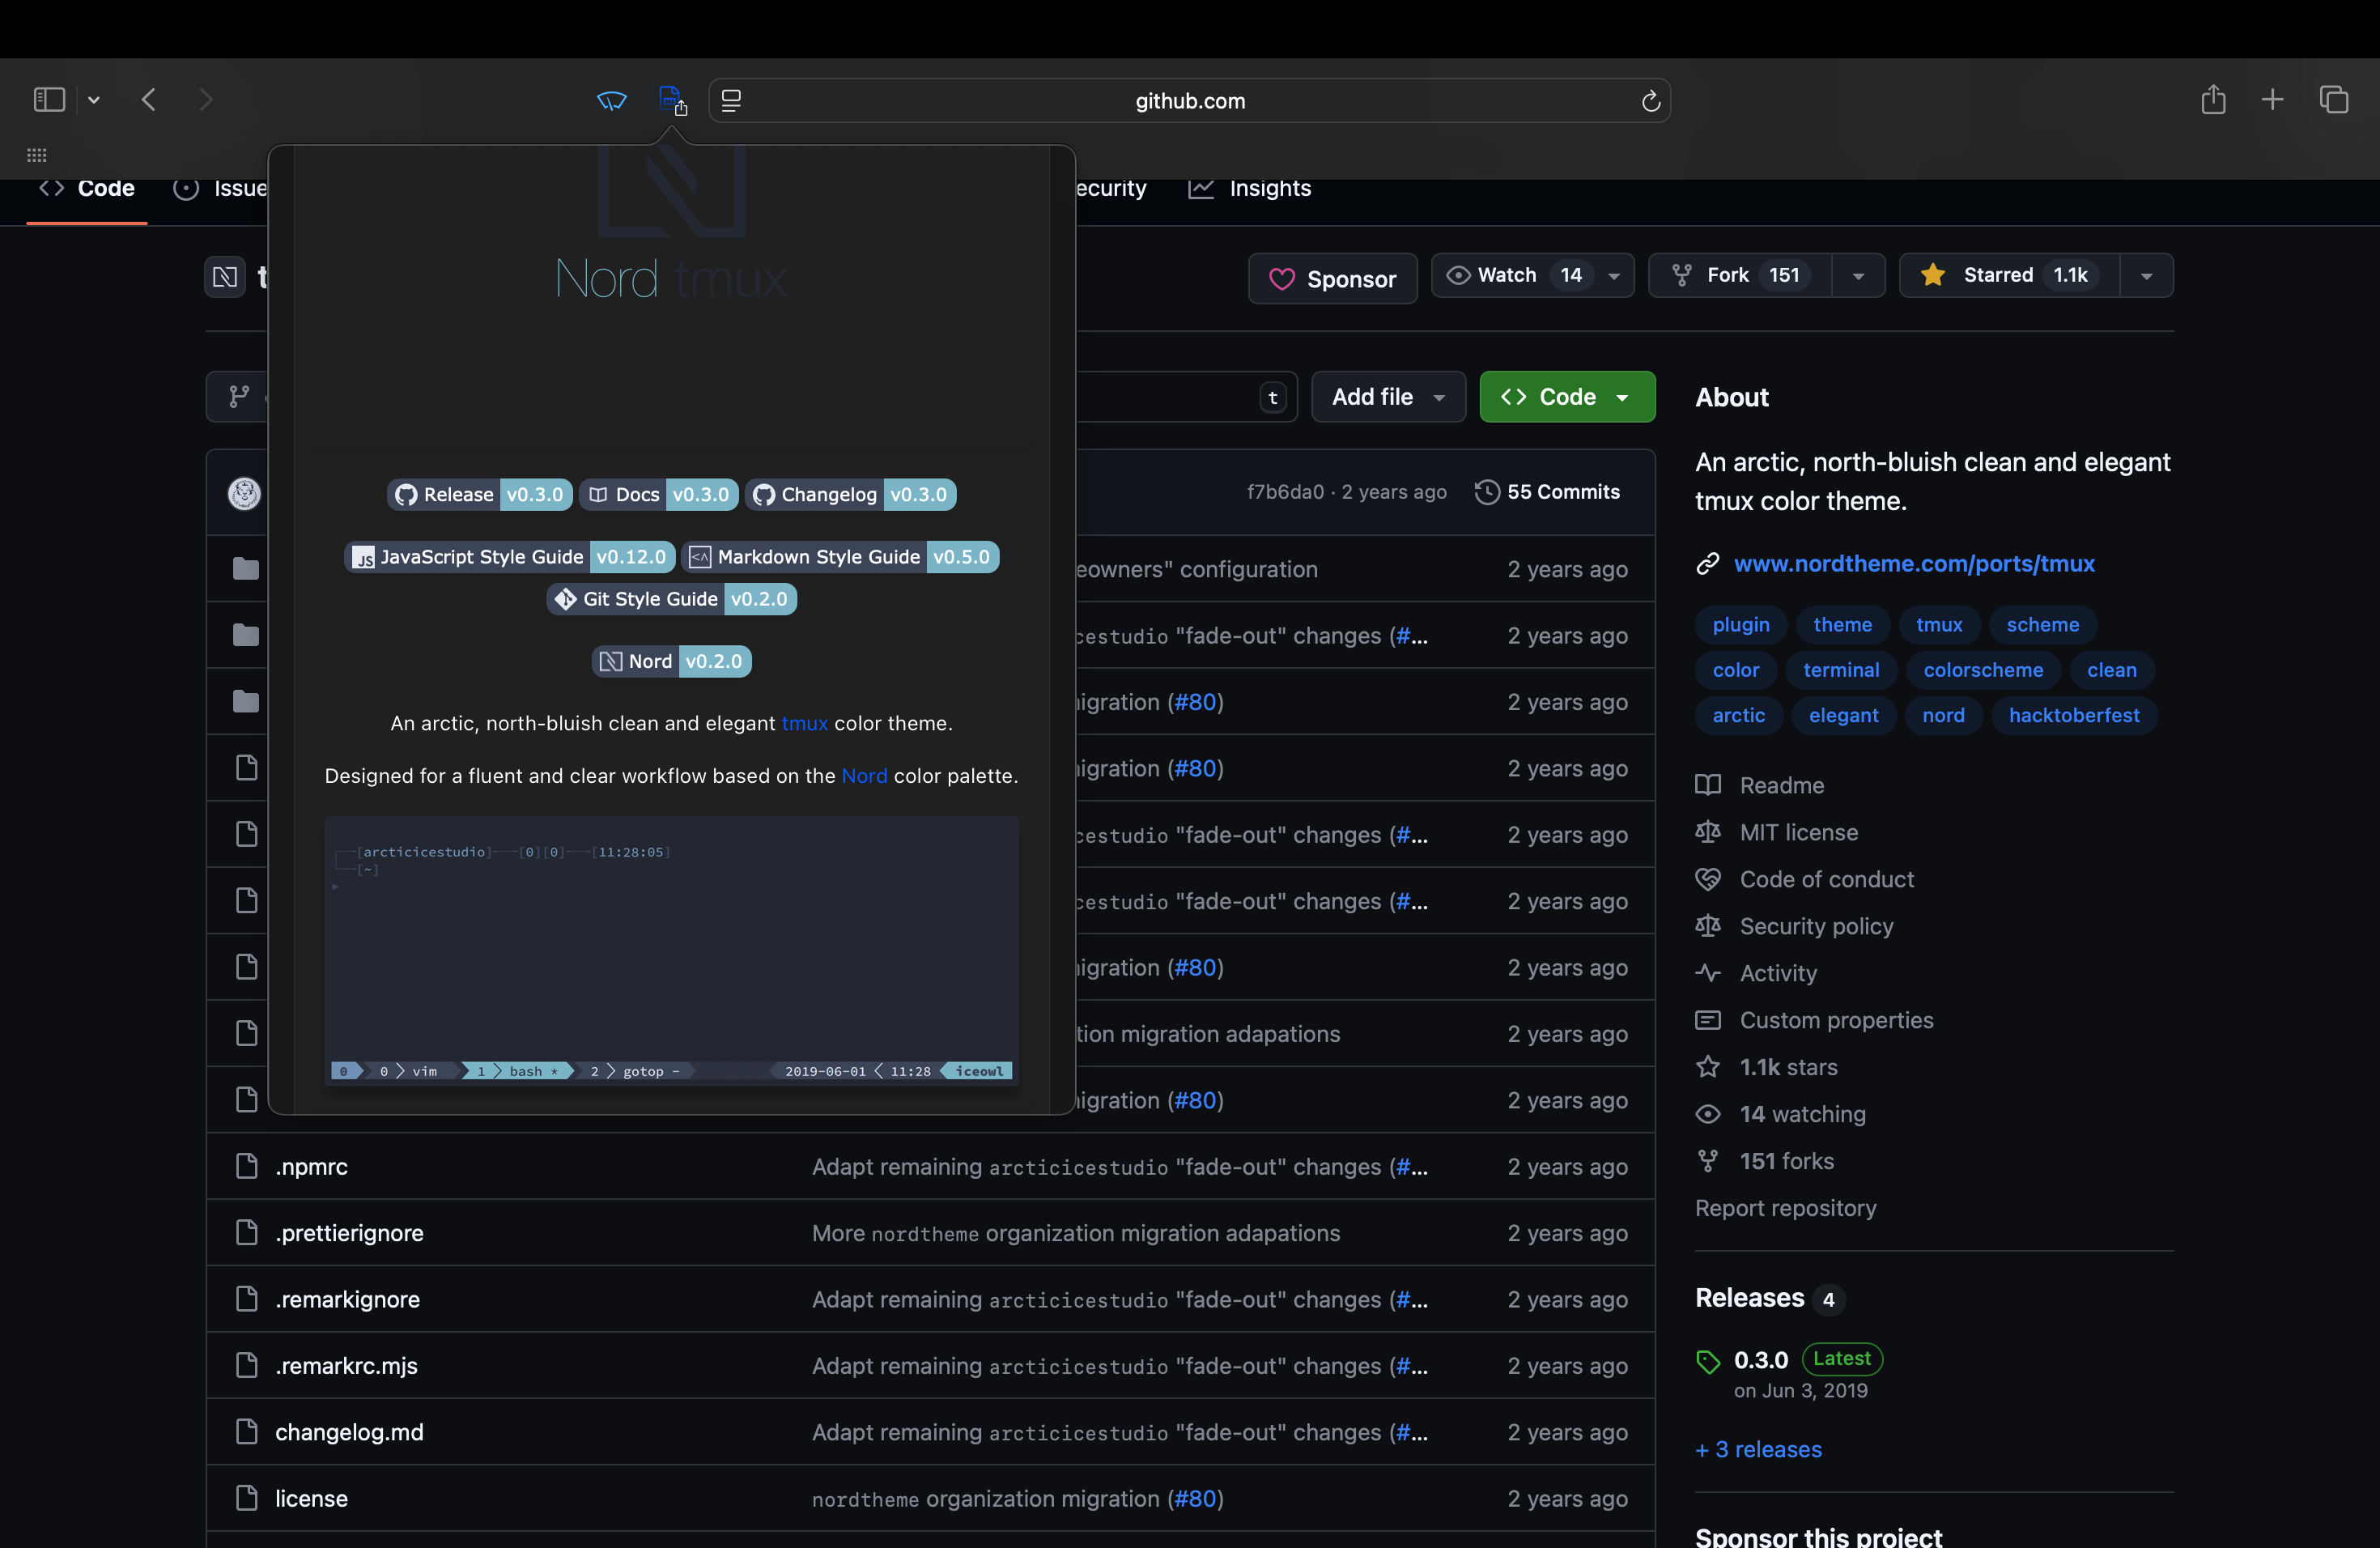 github.com
Code
Issue
ecurity
Insights
t
Sponsor
Watch 14
Fork 151
Starred 1.1k
t
Add file
Code
f7b6da0 · 2 years ago
55 Commits
eowners" configuration 2 years ago
cestudio "fade-out" changes (#... 2 years ago
igration (#80) 2 years ago
igration (#80) 2 years ago
cestudio "fade-out" changes (#... 2 years ago
cestudio "fade-out" changes (#... 2 years ago
igration (#80) 2 years ago
tion migration adaptations 2 years ago
igration (#80) 2 years ago
.npmrc Adapt remaining arcticicestudio "fade-out" changes (#... 2 years ago
.prettierignore More nordtheme organization migration adapations 2 years ago
.remarkignore Adapt remaining arcticicestudio "fade-out" changes (#... 2 years ago
.remarkrc.mjs Adapt remaining arcticicestudio "fade-out" changes (#... 2 years ago
changelog.md Adapt remaining arcticicestudio "fade-out" changes (#... 2 years ago
license nordtheme organization migration (#80) 2 years ago
Nord tmux
Release v0.3.0 Docs v0.3.0 Changelog v0.3.0
JS JavaScript Style Guide v0.12.0 Markdown Style Guide v0.5.0
Git Style Guide v0.2.0
Nord v0.2.0
An arctic, north-bluish clean and elegant tmux color theme.
Designed for a fluent and clear workflow based on the Nord color palette.
[arcticicestudio]—[0][0]—[11:28:05]
[~]
0 0 vim 1 bash * 2 gotop - 2019-06-01 11:28 iceowl
About
An arctic, north-bluish clean and elegant
tmux color theme.
www.nordtheme.com/ports/tmux
plugin theme tmux scheme
color terminal colorscheme clean
arctic elegant nord hacktoberfest
Readme
MIT license
Code of conduct
Security policy
Activity
Custom properties
1.1k stars
14 watching
151 forks
Report repository
Releases 4
0.3.0 Latest
on Jun 3, 2019
+ 3 releases
Sponsor this project